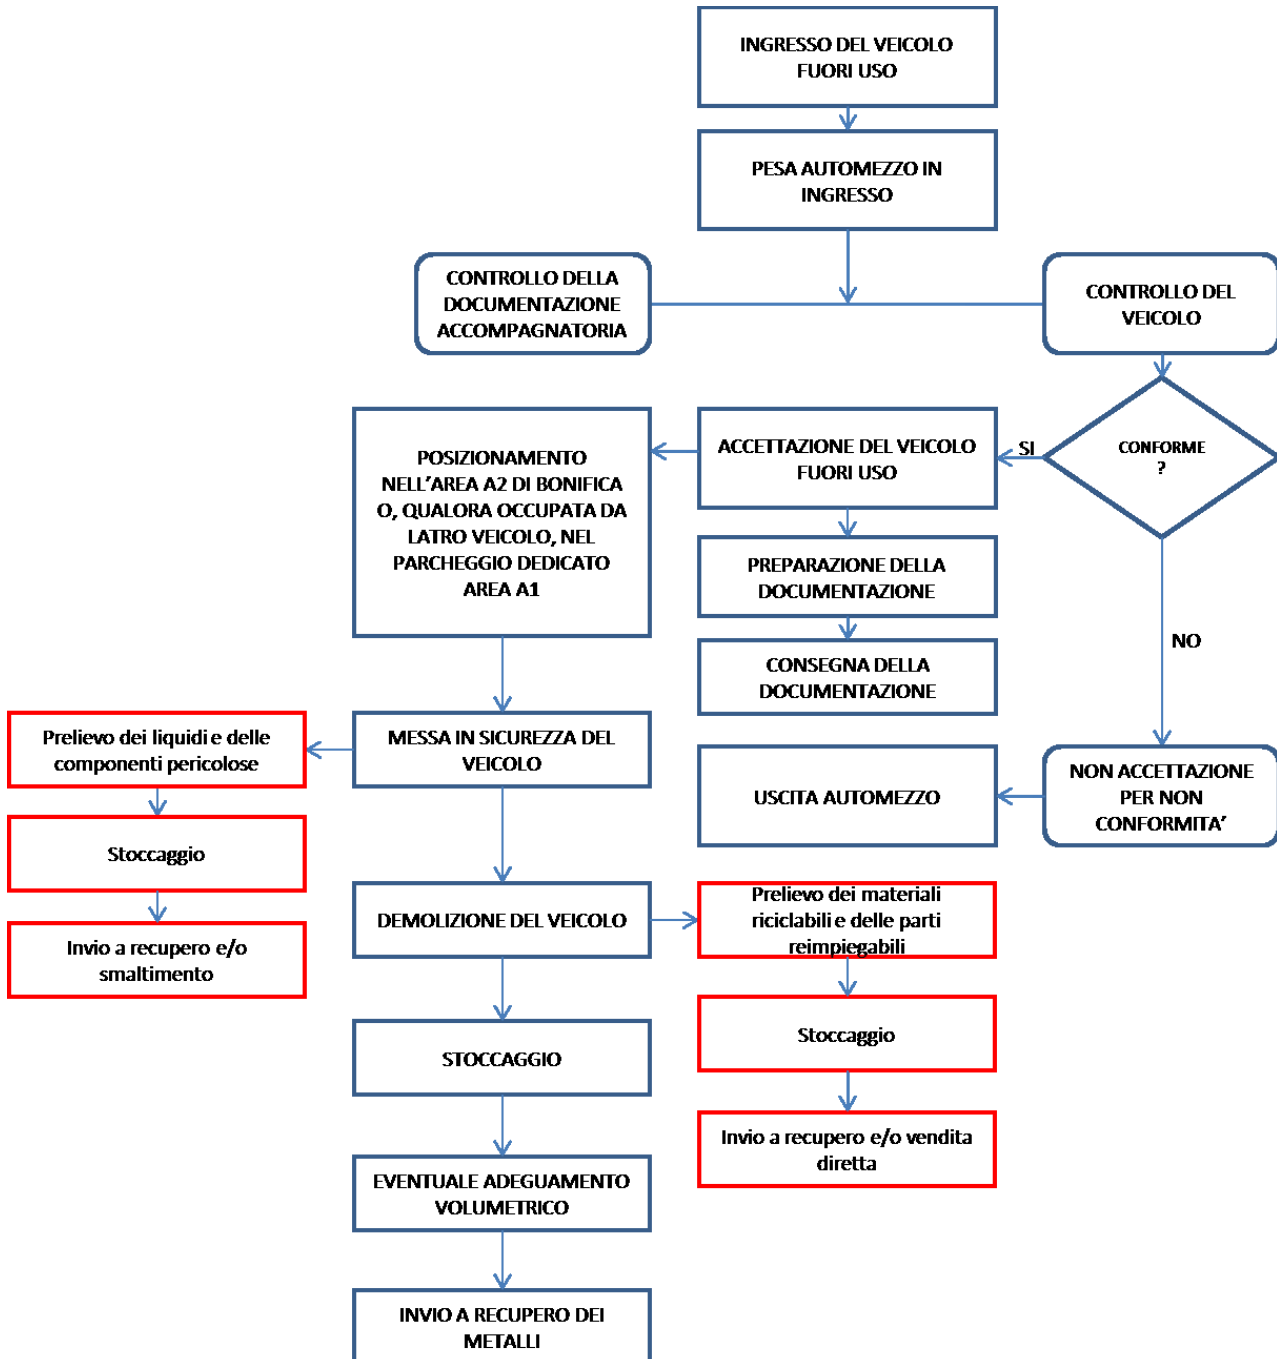 INGRESSO DEL VEICOLO
FUORI USO
PESA AUTOMEZZO IN
INGRESSO
CONTROLLO DELLA
DOCUMENTAZIONE
ACCOMPAGNATORIA
CONTROLLO DEL
VEICOLO
CONFORME
?
SI
ACCETTAZIONE DEL VEICOLO
FUORI USO
POSIZIONAMENTO
NELL'AREA A2 DI BONIFICA
O, QUALORA OCCUPATA DA
LATRO VEICOLO, NEL
PARCHEGGIO DEDICATO
AREA A1
PREPARAZIONE DELLA
DOCUMENTAZIONE
NO
CONSEGNA DELLA
DOCUMENTAZIONE
Prelievo dei liquidi e delle
componenti pericolose
MESSA IN SICUREZZA DEL
VEICOLO
USCITA AUTOMEZZO
NON ACCETTAZIONE
PER NON
CONFORMITA'
Stoccaggio
Invio a recupero e/o
smaltimento
DEMOLIZIONE DEL VEICOLO
Prelievo dei materiali
riciclabili e delle parti
reimpiegabili
STOCCAGGIO
Stoccaggio
Invio a recupero e/o vendita
diretta
EVENTUALE ADEGUAMENTO
VOLUMETRICO
INVIO A RECUPERO DEI
METALLI